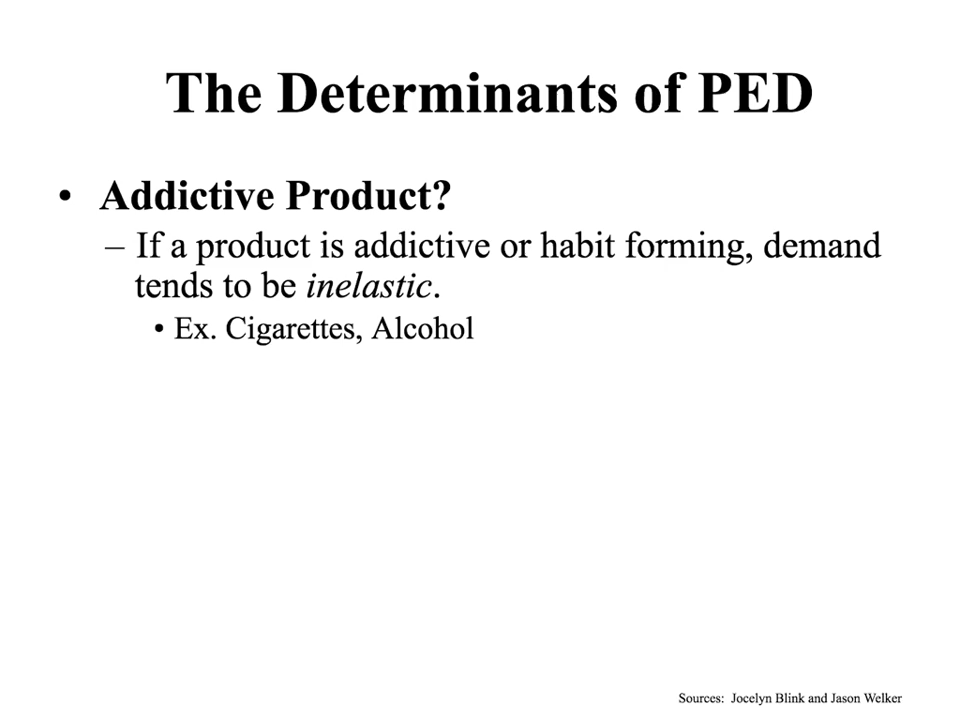 The Determinants of PED
• Addictive Product?
– If a product is addictive or habit forming, demand
tends to be inelastic.
• Ex. Cigarettes, Alcohol
Sources: Jocelyn Blink and Jason Welker